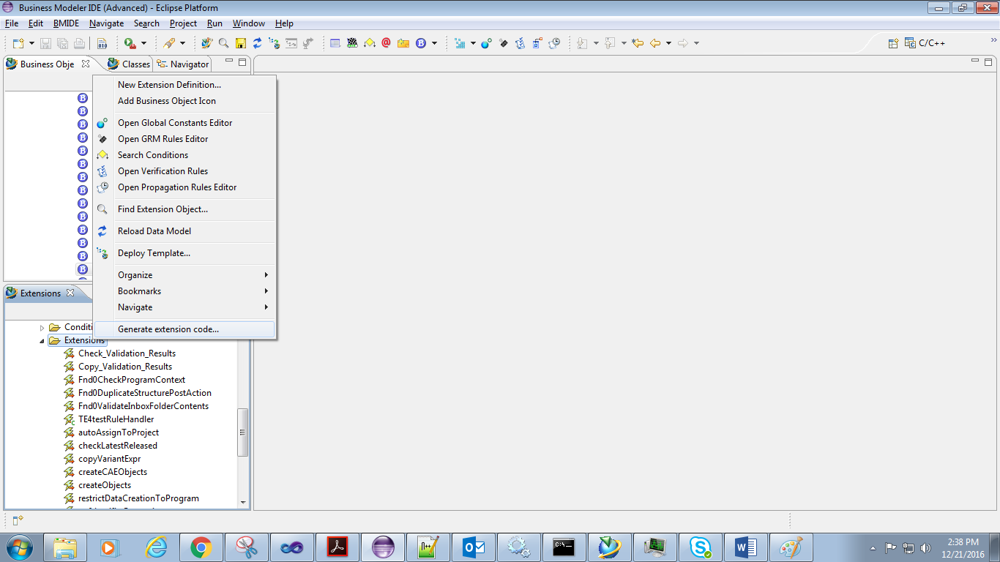 Business Modeler IDE (Advanced) - Eclipse Platform
File Edit BMIDE Navigate Search Project Run Window Help
C/C++
Business Obje Classes Navigator
New Extension Definition...
Add Business Object Icon
Open Global Constants Editor
Open GRM Rules Editor
Search Conditions
Open Verification Rules
Open Propagation Rules Editor
Find Extension Object...
Reload Data Model
Deploy Template...
Organize
Bookmarks
Navigate
Generate extension code...
Extensions
Conditi
Extensions
Check_Validation_Results
Copy_Validation_Results
Fnd0CheckProgramContext
Fnd0DuplicateStructurePostAction
Fnd0ValidateInboxFolderContents
TE4testRuleHandler
autoAssignToProject
checkLatestReleased
copyVariantExpr
createCAEObjects
createObjects
restrictDataCreationToProgram
2:38 PM
12/21/2016